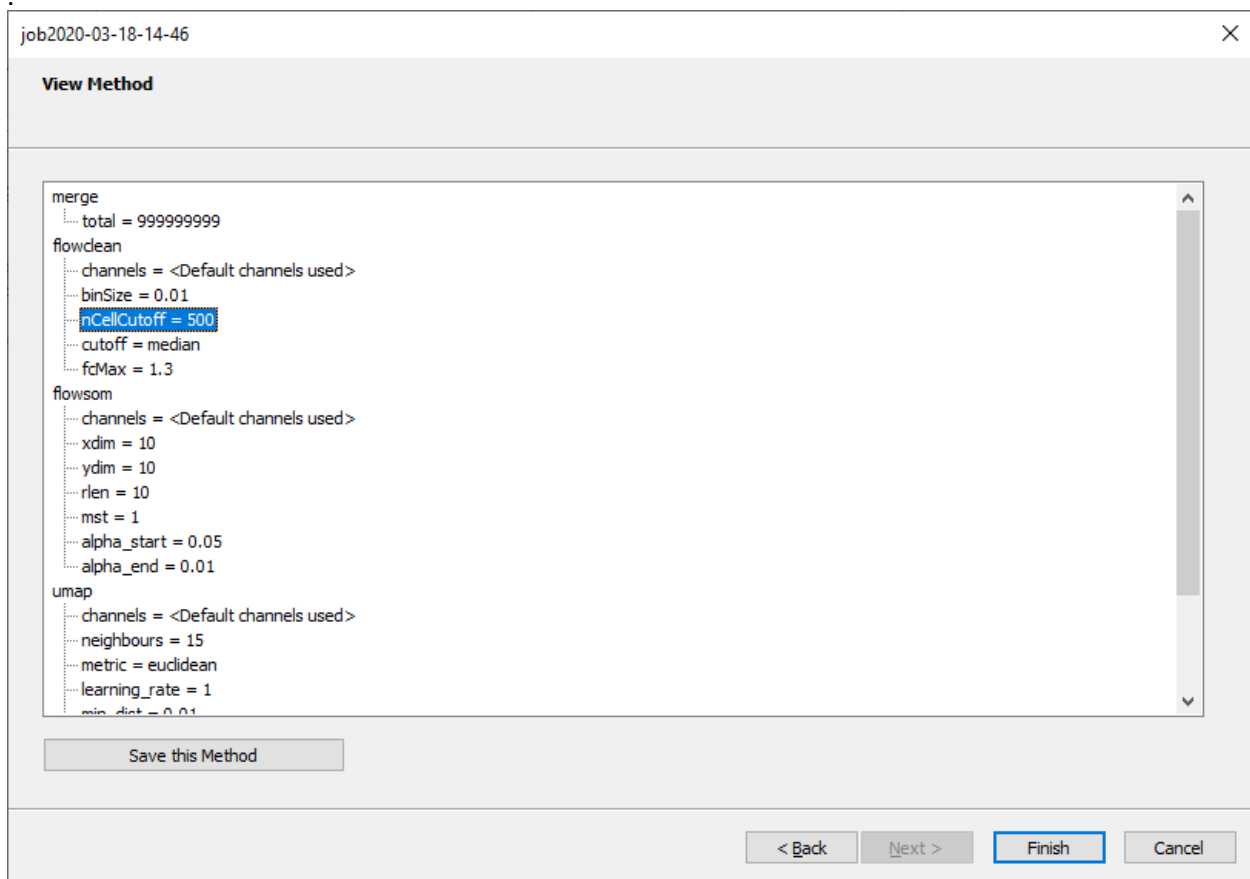 job2020-03-18-14-46
View Method
merge
total = 999999999
flowclean
channels = <Default channels used>
binSize = 0.01
nCellCutoff = 500
cutoff = median
fcMax = 1.3
flowsom
channels = <Default channels used>
xdim = 10
ydim = 10
rlen = 10
mst = 1
alpha_start = 0.05
alpha_end = 0.01
umap
channels = <Default channels used>
neighbours = 15
metric = euclidean
learning_rate = 1
min_dist = 0.01
Save this Method
< Back Next > Finish Cancel